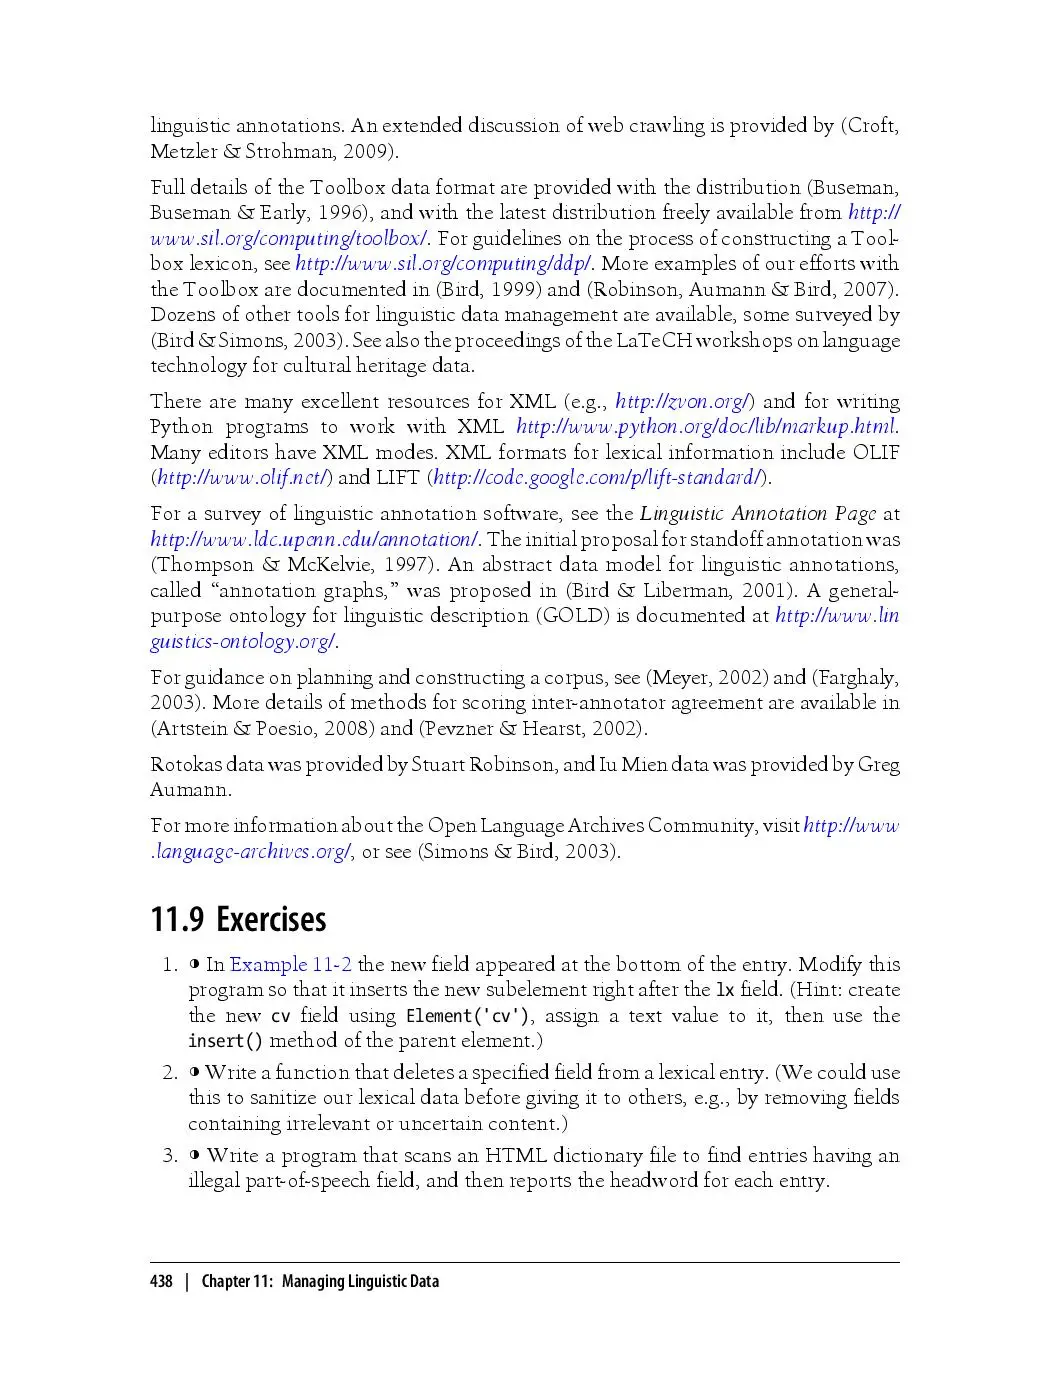 linguistic annotations. An extended discussion of web crawling is provided by (Croft,
Metzler & Strohman, 2009).
Full details of the Toolbox data format are provided with the distribution (Buseman,
Buseman & Early, 1996), and with the latest distribution freely available from http://
www.sil.org/computing/toolbox/. For guidelines on the process of constructing a Tool-
box lexicon, see http://www.sil.org/computing/ddp/. More examples of our efforts with
the Toolbox are documented in (Bird, 1999) and (Robinson, Aumann & Bird, 2007).
Dozens of other tools for linguistic data management are available, some surveyed by
(Bird & Simons, 2003). See also the proceedings of the LaTeCH workshops on language
technology for cultural heritage data.
There are many excellent resources for XML (e.g., http://zvon.org/) and for writing
Python programs to work with XML http://www.python.org/doc/lib/markup.html.
Many editors have XML modes. XML formats for lexical information include OLIF
(http://www.olif.net/) and LIFT (http://code.google.com/p/lift-standard/).
For a survey of linguistic annotation software, see the Linguistic Annotation Page at
http://www.ldc.upenn.edu/annotation/. The initial proposal for standoff annotation was
(Thompson & McKelvie, 1997). An abstract data model for linguistic annotations,
called “annotation graphs,” was proposed in (Bird & Liberman, 2001). A general-
purpose ontology for linguistic description (GOLD) is documented at http://www.lin
guistics-ontology.org/.
For guidance on planning and constructing a corpus, see (Meyer, 2002) and (Farghaly,
2003). More details of methods for scoring inter-annotator agreement are available in
(Artstein & Poesio, 2008) and (Pevzner & Hearst, 2002).
Rotokas data was provided by Stuart Robinson, and Iu Mien data was provided by Greg
Aumann.
For more information about the Open Language Archives Community, visit http://www
.language-archives.org/, or see (Simons & Bird, 2003).
11.9 Exercises
1. ◑ In Example 11-2 the new field appeared at the bottom of the entry. Modify this
program so that it inserts the new subelement right after the lx field. (Hint: create
the new cv field using Element('cv'), assign a text value to it, then use the
insert() method of the parent element.)
2. ◑ Write a function that deletes a specified field from a lexical entry. (We could use
this to sanitize our lexical data before giving it to others, e.g., by removing fields
containing irrelevant or uncertain content.)
3. ◑ Write a program that scans an HTML dictionary file to find entries having an
illegal part-of-speech field, and then reports the headword for each entry.
438 | Chapter 11: Managing Linguistic Data